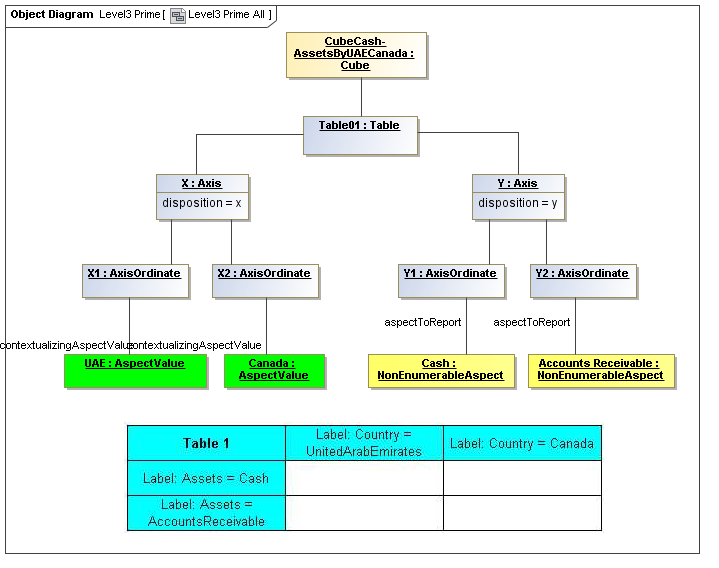 Object Diagram Level3 Prime [ Level3 Prime All ]
CubeCash-
AssetsByUAECanada :
Cube
Table01 : Table
X : Axis
disposition = x
Y : Axis
disposition = y
X1 : AxisOrdinate
X2 : AxisOrdinate
Y1 : AxisOrdinate
Y2 : AxisOrdinate
aspectToReport
aspectToReport
contextualizingAspectValue
contextualizingAspectValue
UAE : AspectValue
Canada :
AspectValue
Cash :
NonEnumerableAspect
Accounts Receivable :
NonEnumerableAspect
Table 1
Label: Country =
UnitedArabEmirates
Label: Country = Canada
Label: Assets = Cash
Label: Assets =
AccountsReceivable